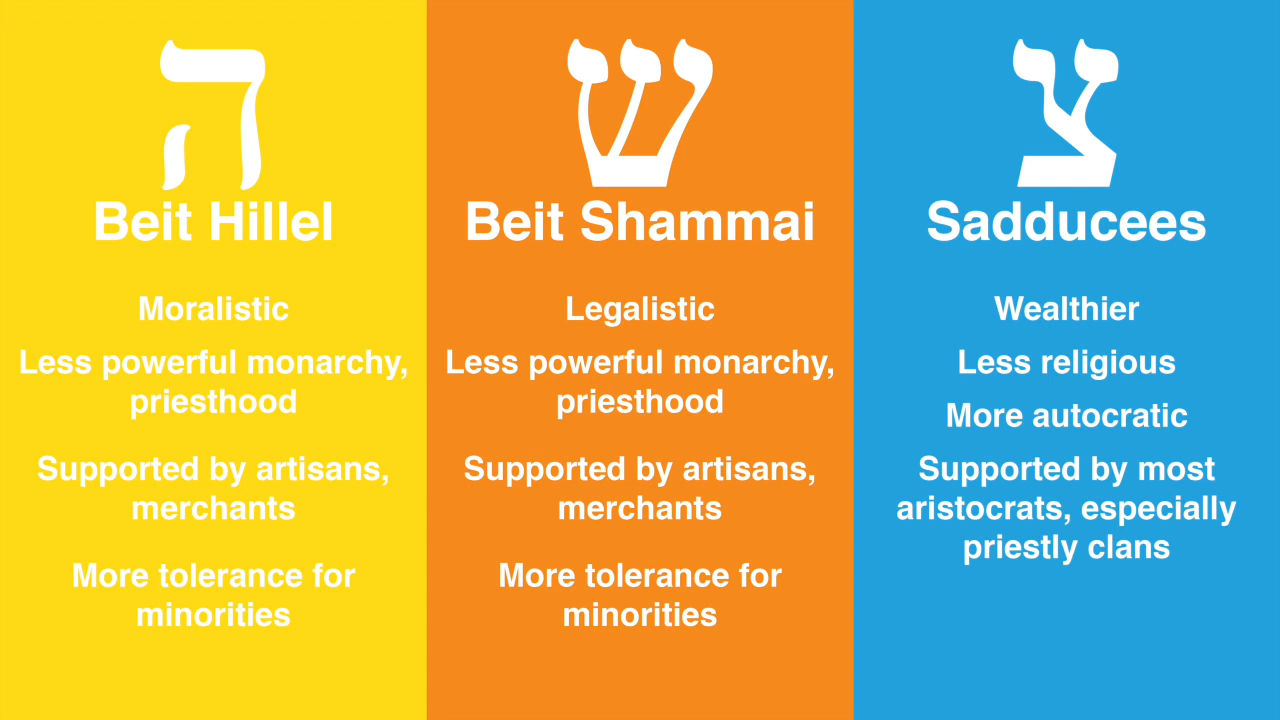 ה
Beit Hillel
Moralistic
Less powerful monarchy,
priesthood
Supported by artisans,
merchants
More tolerance for
minorities
ש
Beit Shammai
Legalistic
Less powerful monarchy,
priesthood
Supported by artisans,
merchants
More tolerance for
minorities
צ
Sadducees
Wealthier
Less religious
More autocratic
Supported by most
aristocrats, especially
priestly clans